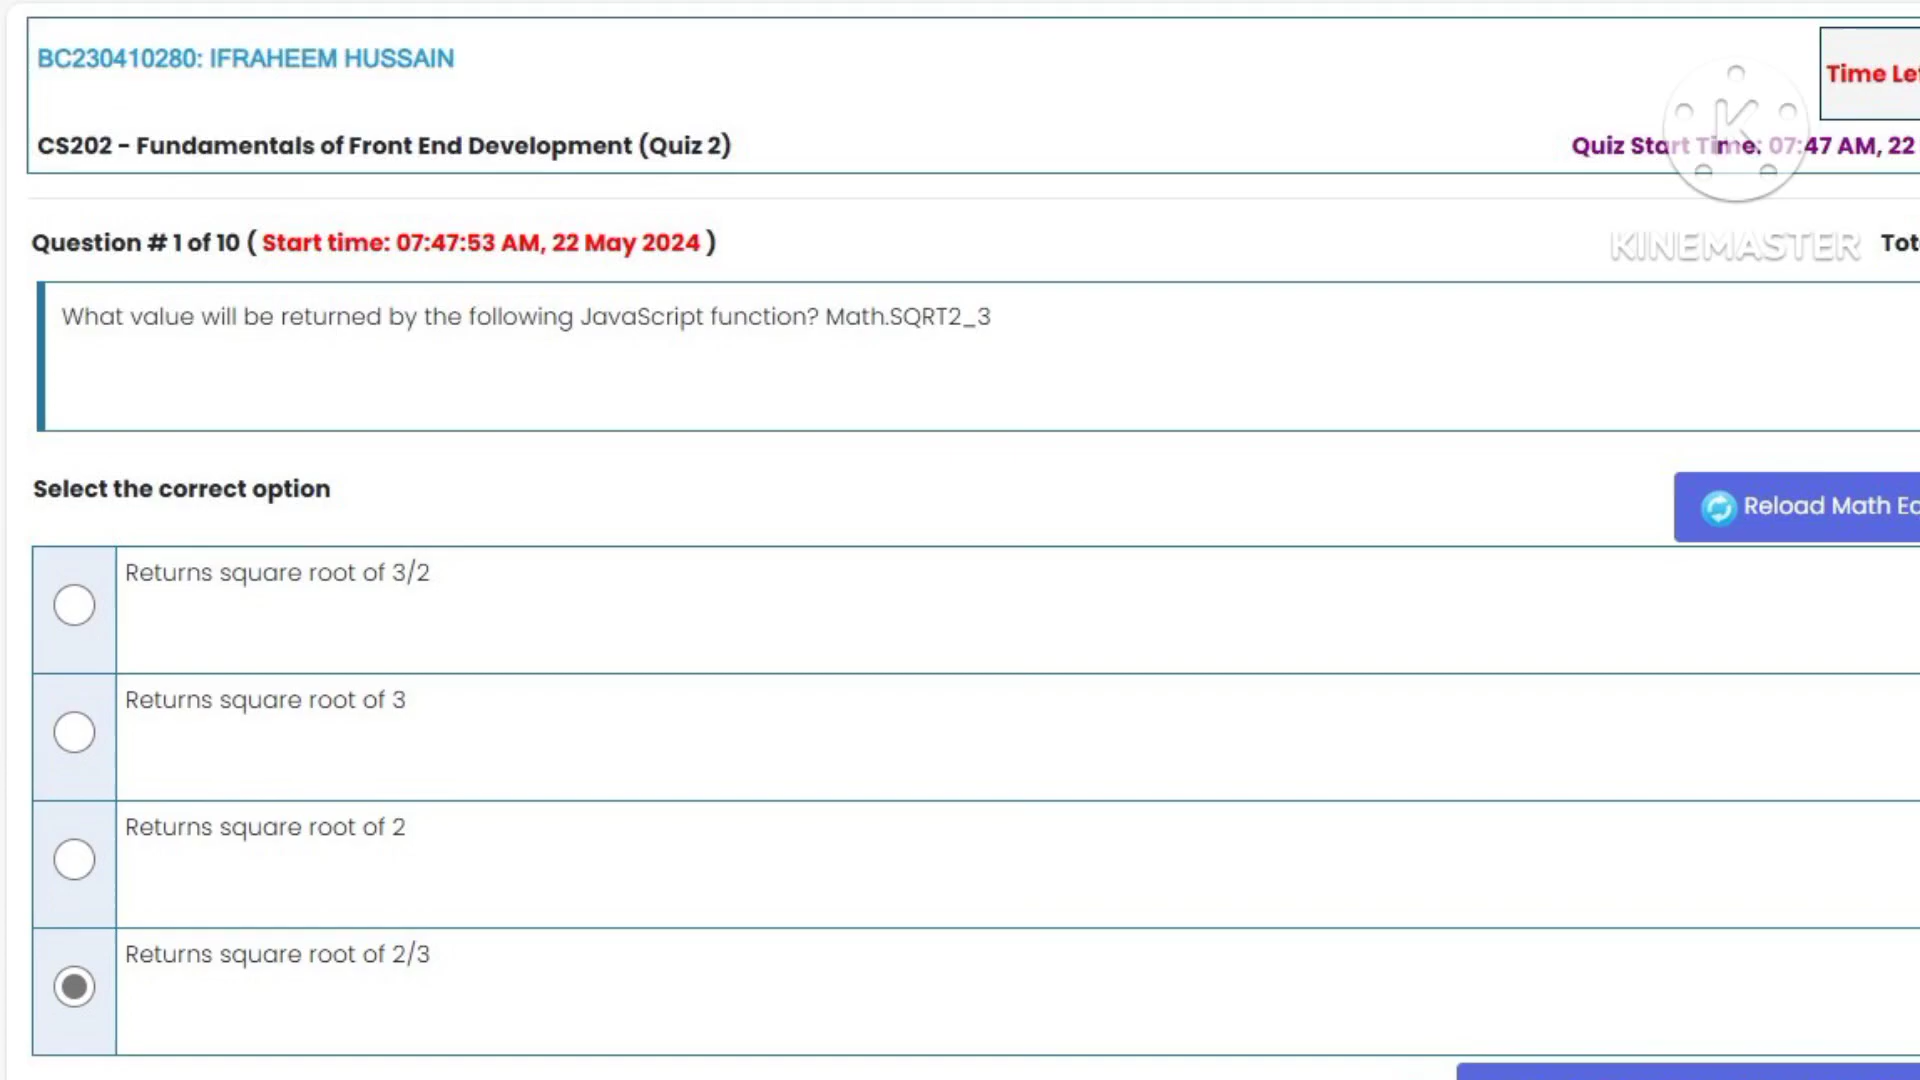 BC230410280: IFRAHEEM HUSSAIN
Time Lef
CS202 - Fundamentals of Front End Development (Quiz 2)
Quiz Start Time: 07:47 AM, 22
K
KINEMASTER
Question # 1 of 10 ( Start time: 07:47:53 AM, 22 May 2024 )
Tot
What value will be returned by the following JavaScript function? Math.SQRT2_3
Select the correct option
Reload Math Ec
Returns square root of 3/2
Returns square root of 3
Returns square root of 2
Returns square root of 2/3